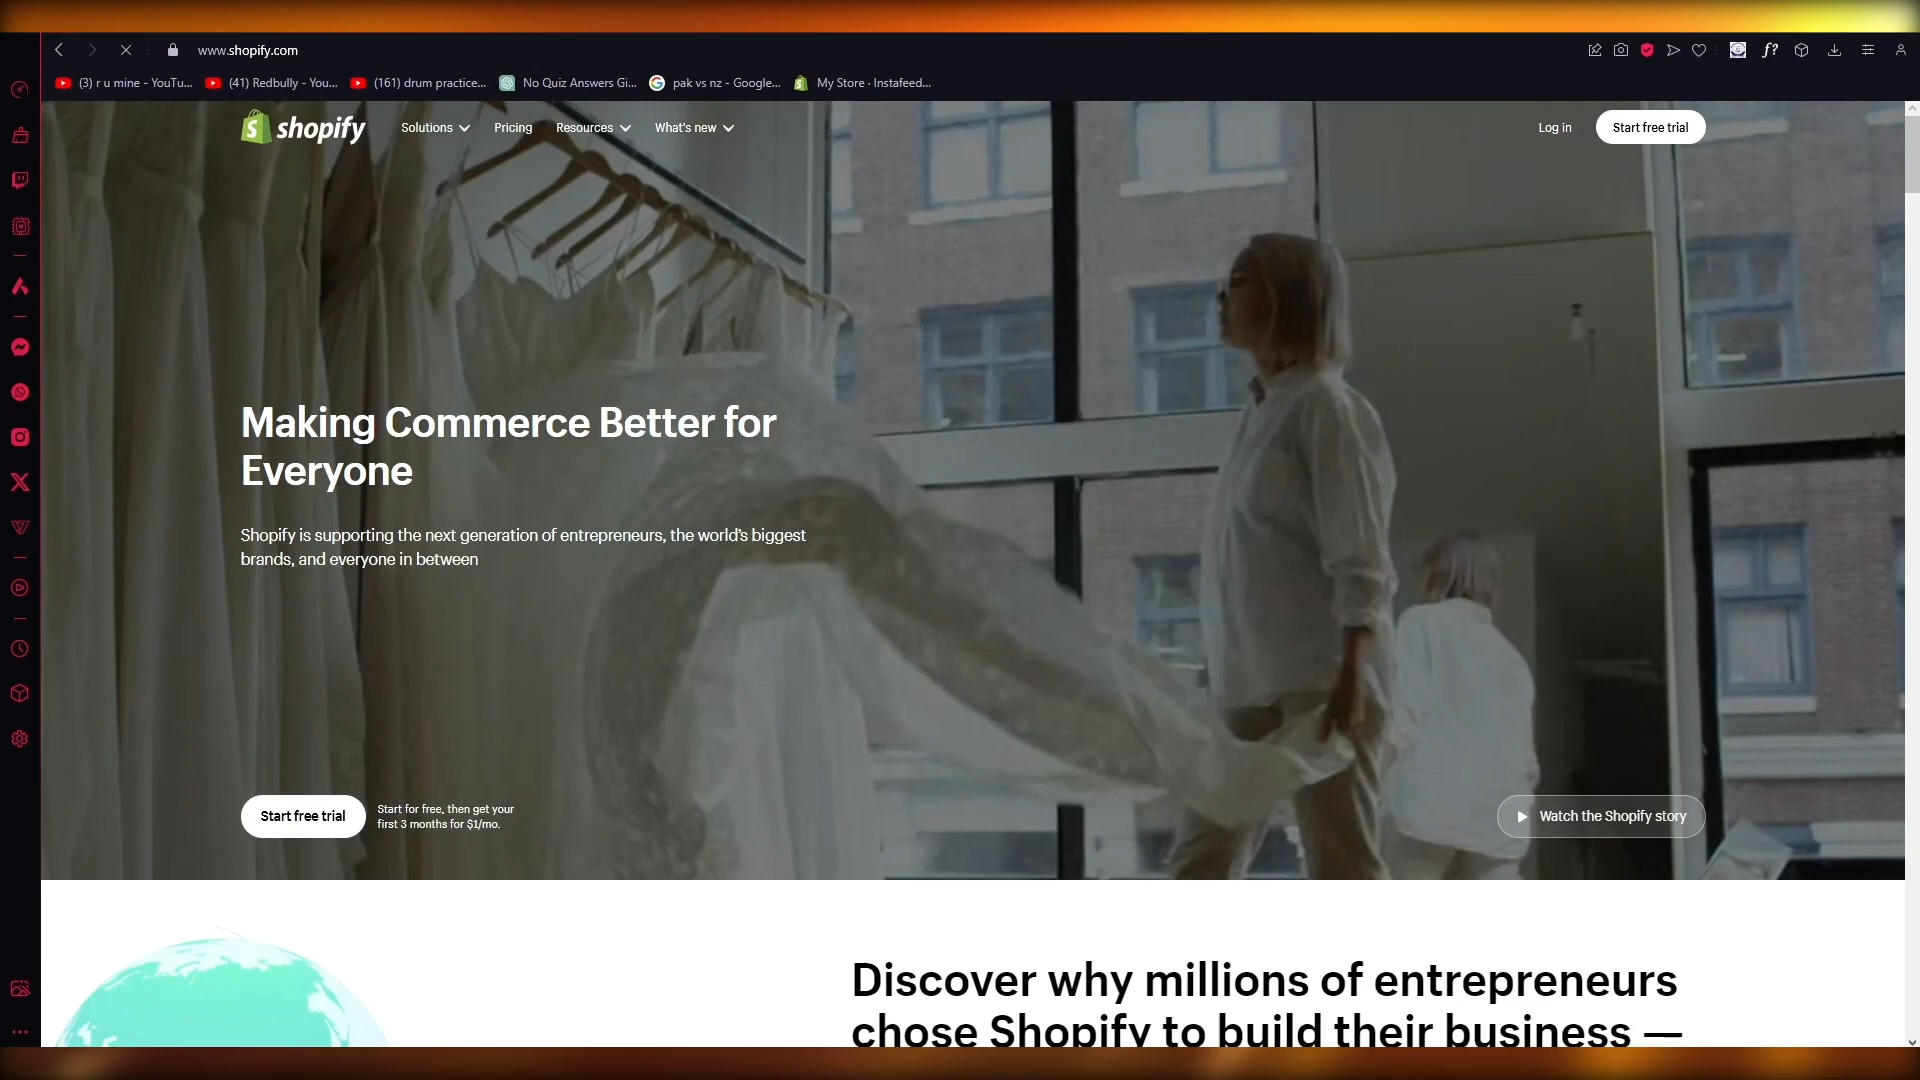 www.shopify.com
(3) r u mine - YouTu...
(41) Redbully - You...
(161) drum practice...
No Quiz Answers Gi...
pak vs nz - Google...
My Store · Instafeed...
shopify
Solutions
Pricing
Resources
What's new
Log in
Start free trial
Making Commerce Better for
Everyone
Shopify is supporting the next generation of entrepreneurs, the world's biggest
brands, and everyone in between
Start free trial
Start for free, then get your
first 3 months for $1/mo.
Watch the Shopify story
Discover why millions of entrepreneurs
chose Shopify to build their business —